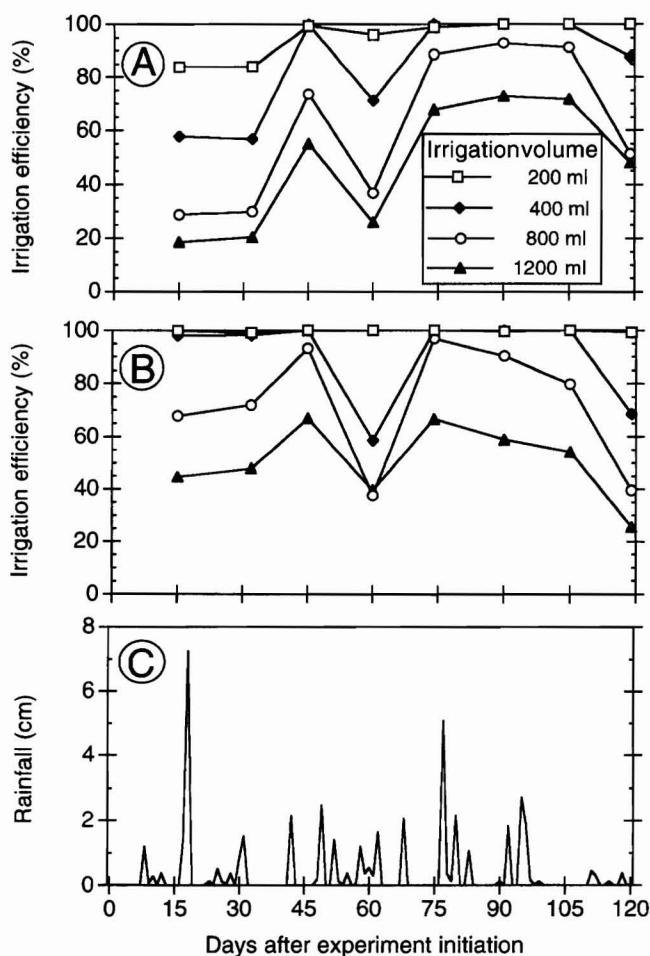 Irrigation efficiency (%)
100
80
60
40
20
0
A
Irrigationvolume
200 ml
400 ml
800 ml
1200 ml
Irrigation efficiency (%)
100
80
60
40
20
0
B
Rainfall (cm)
8
6
4
2
0
C
0 15 30 45 60 75 90 105 120
Days after experiment initiation